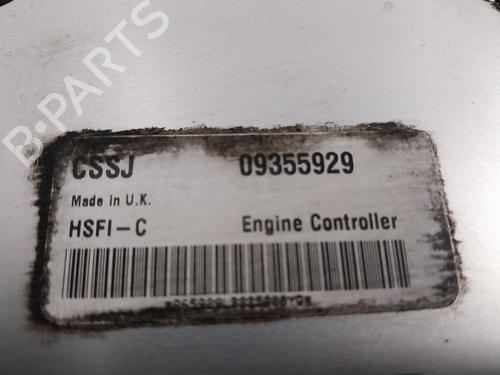 B-PARTS
CSSJ 09355929
Made in U.K.
HSFI-C Engine Controller